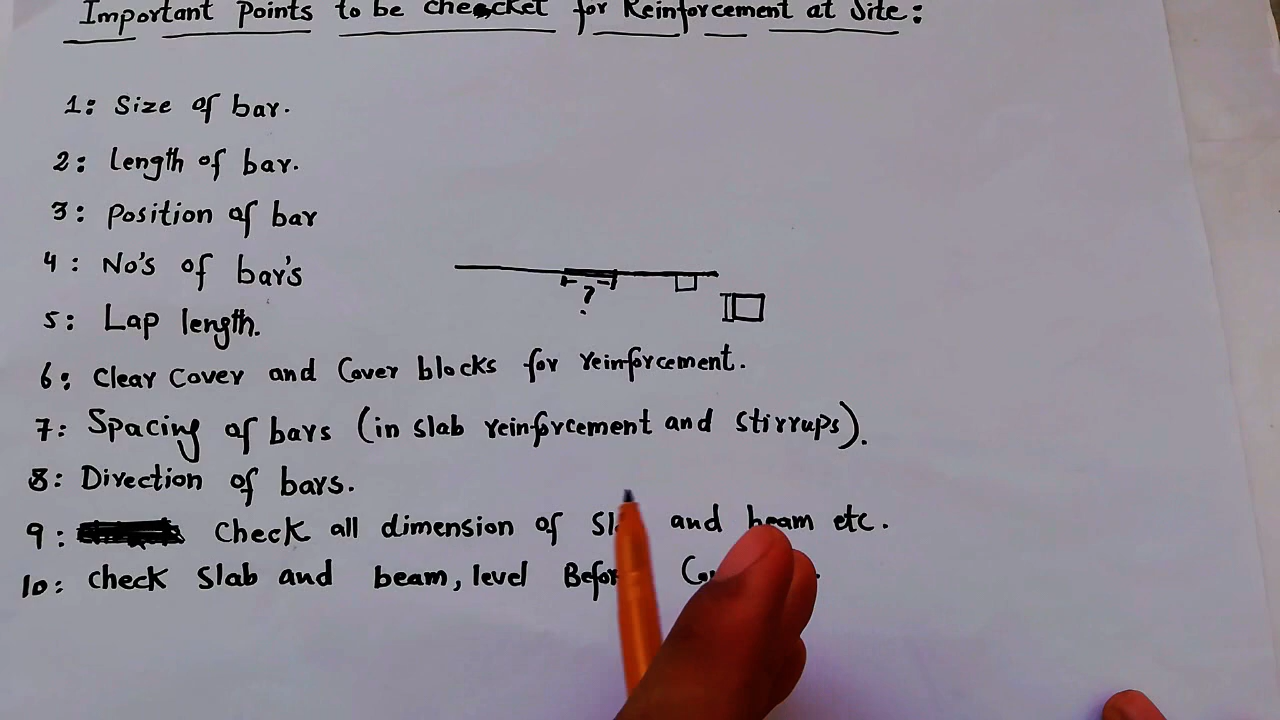 Important Points to be checket for Reinforcement at Site:
1: Size of bar.
2: length of bar.
3: Position of bar
4: No's of bar's
5: Lap length.
?
6: Clear Cover and Cover blocks for reinforcement.
7: Spacing of bars (in slab reinforcement and stirrups).
8: Direction of bars.
9: Check all dimension of and beam etc.
10: check Slab and beam, level